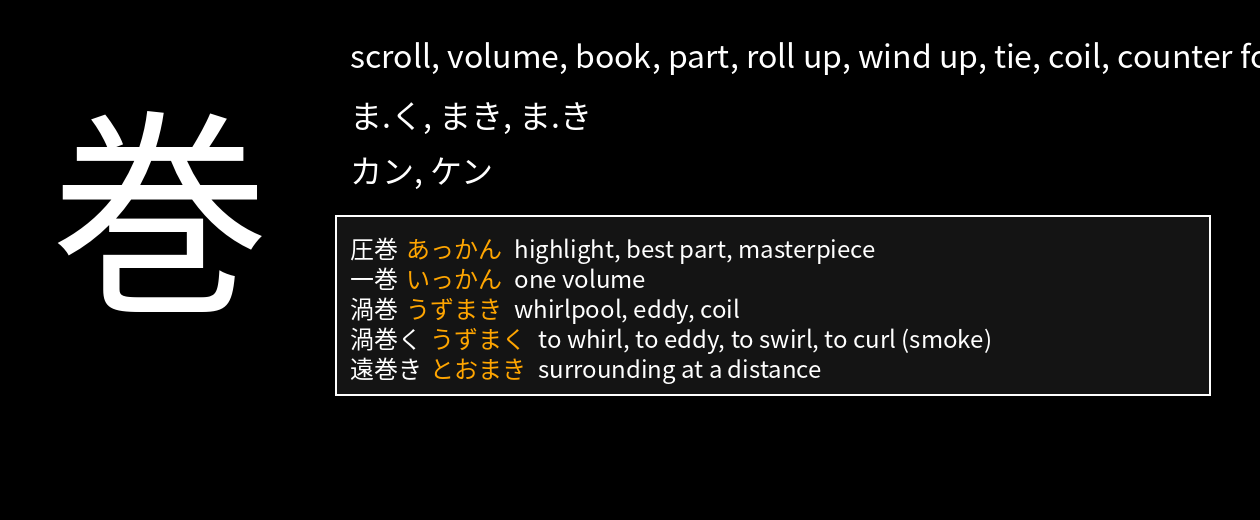 巻
scroll, volume, book, part, roll up, wind up, tie, coil, counter fo
ま.く, まき, ま.き
カン, ケン
圧巻 あっかん highlight, best part, masterpiece
一巻 いっかん one volume
渦巻 うずまき whirlpool, eddy, coil
渦巻く うずまく to whirl, to eddy, to swirl, to curl (smoke)
遠巻き とおまき surrounding at a distance